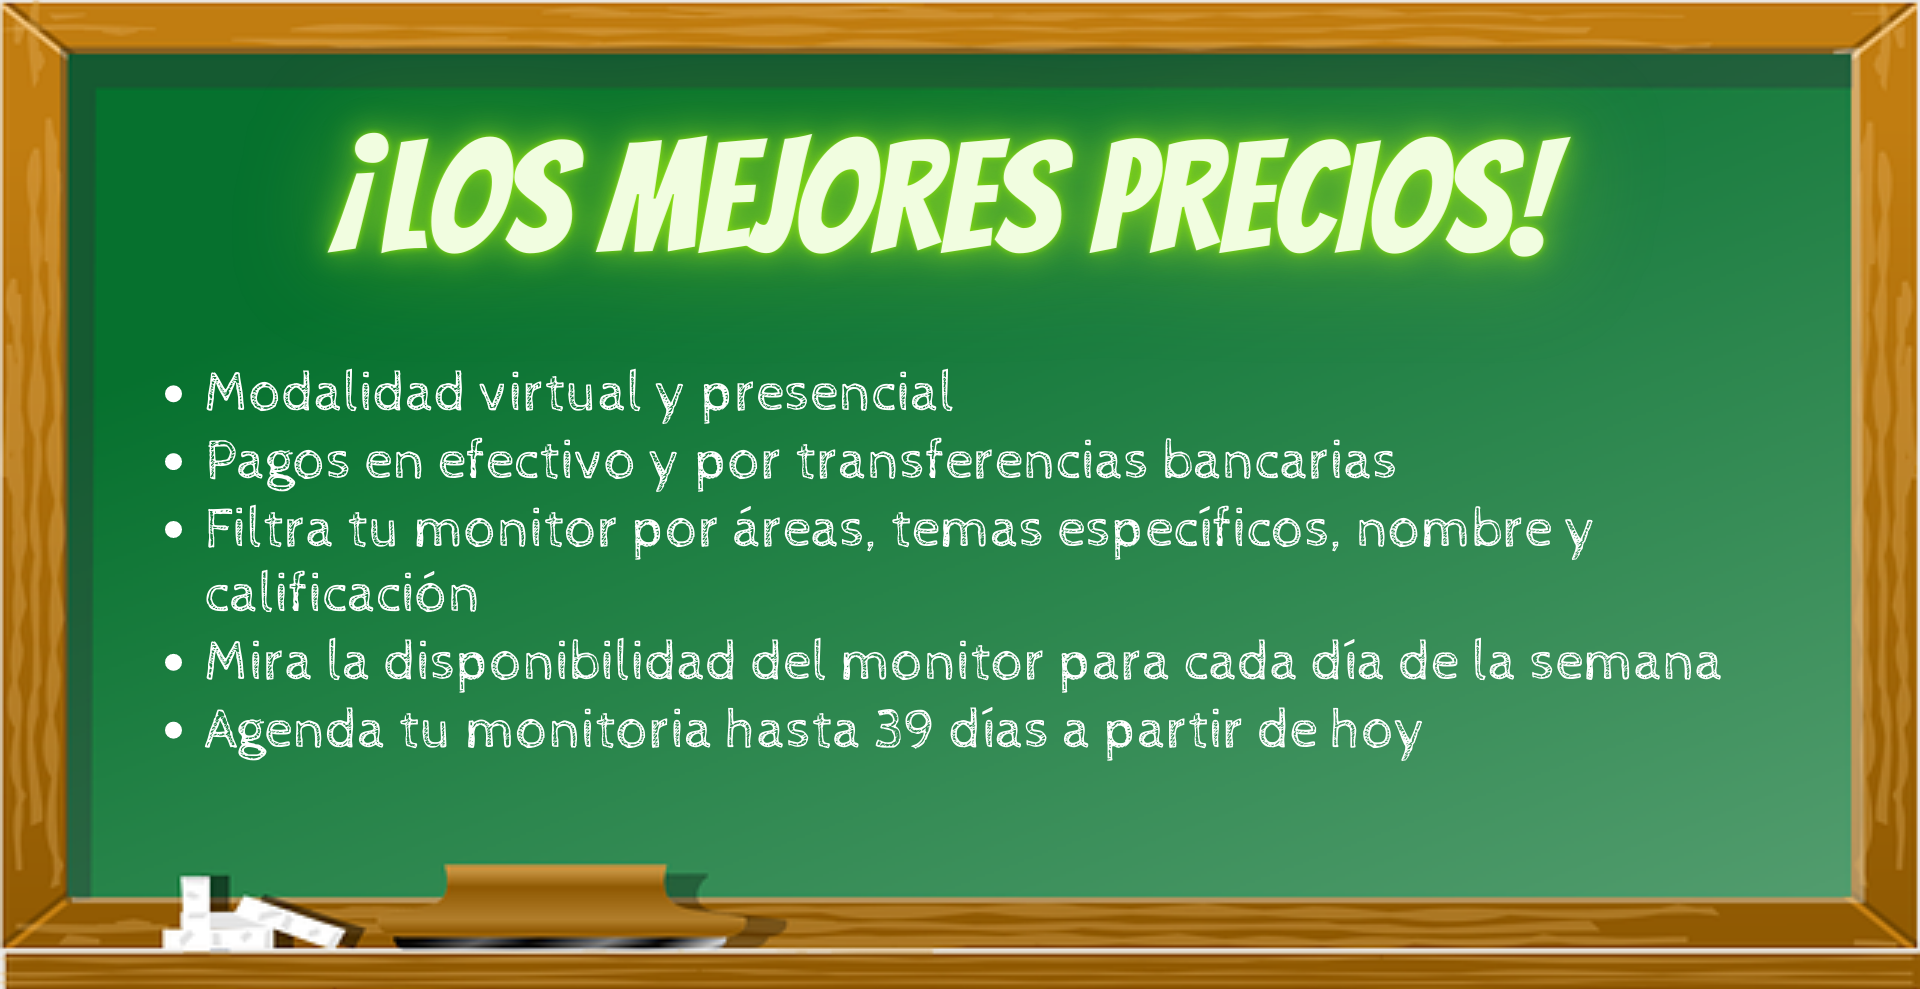 ¡LOS MEJORES PRECIOS!
• Modalidad virtual y presencial
• Pagos en efectivo y por transferencias bancarias
• Filtra tu monitor por áreas, temas específicos, nombre y
calificación
• Mira la disponibilidad del monitor para cada día de la semana
• Agenda tu monitoria hasta 39 días a partir de hoy